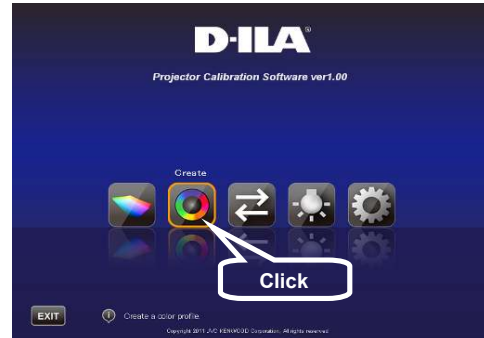 D-ILA®
Projector Calibration Software ver1.00
Create
Click
EXIT
Create a color profile.
Copyright 2011 JVC KENWOOD Corporation. All rights reserved